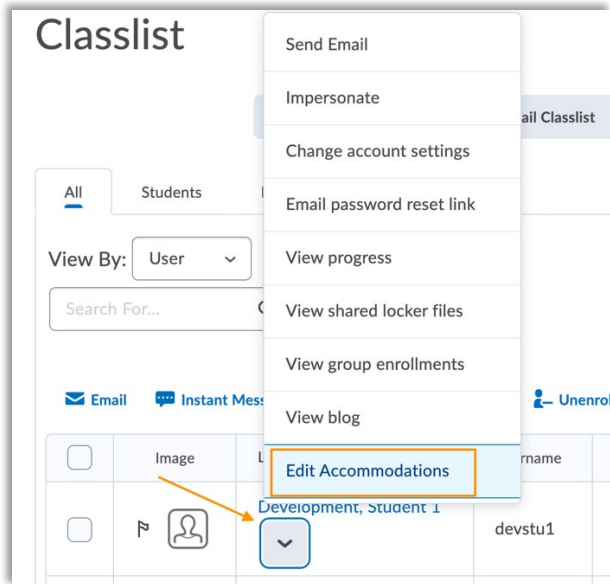 Classlist
Send Email
Impersonate
ail Classlist
Change account settings
All
Students
Email password reset link
View By:
User
View progress
Search For...
View shared locker files
View group enrollments
Email
Instant Mess
Unenrol
View blog
Image
L
rname
Edit Accommodations
Development, Student 1
devstu1